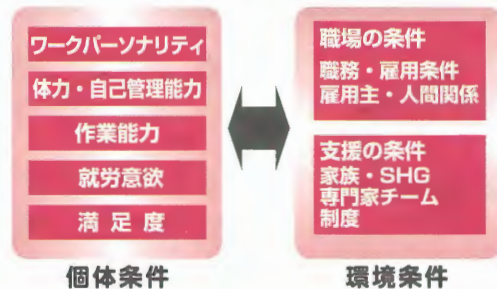 ワークパーソナリティ
体力・自己管理能力
作業能力
就労意欲
満足度
個体条件
職場の条件
職務・雇用条件
雇用主・人間関係
支援の条件
家族・SHG
専門家チーム
制度
環境条件